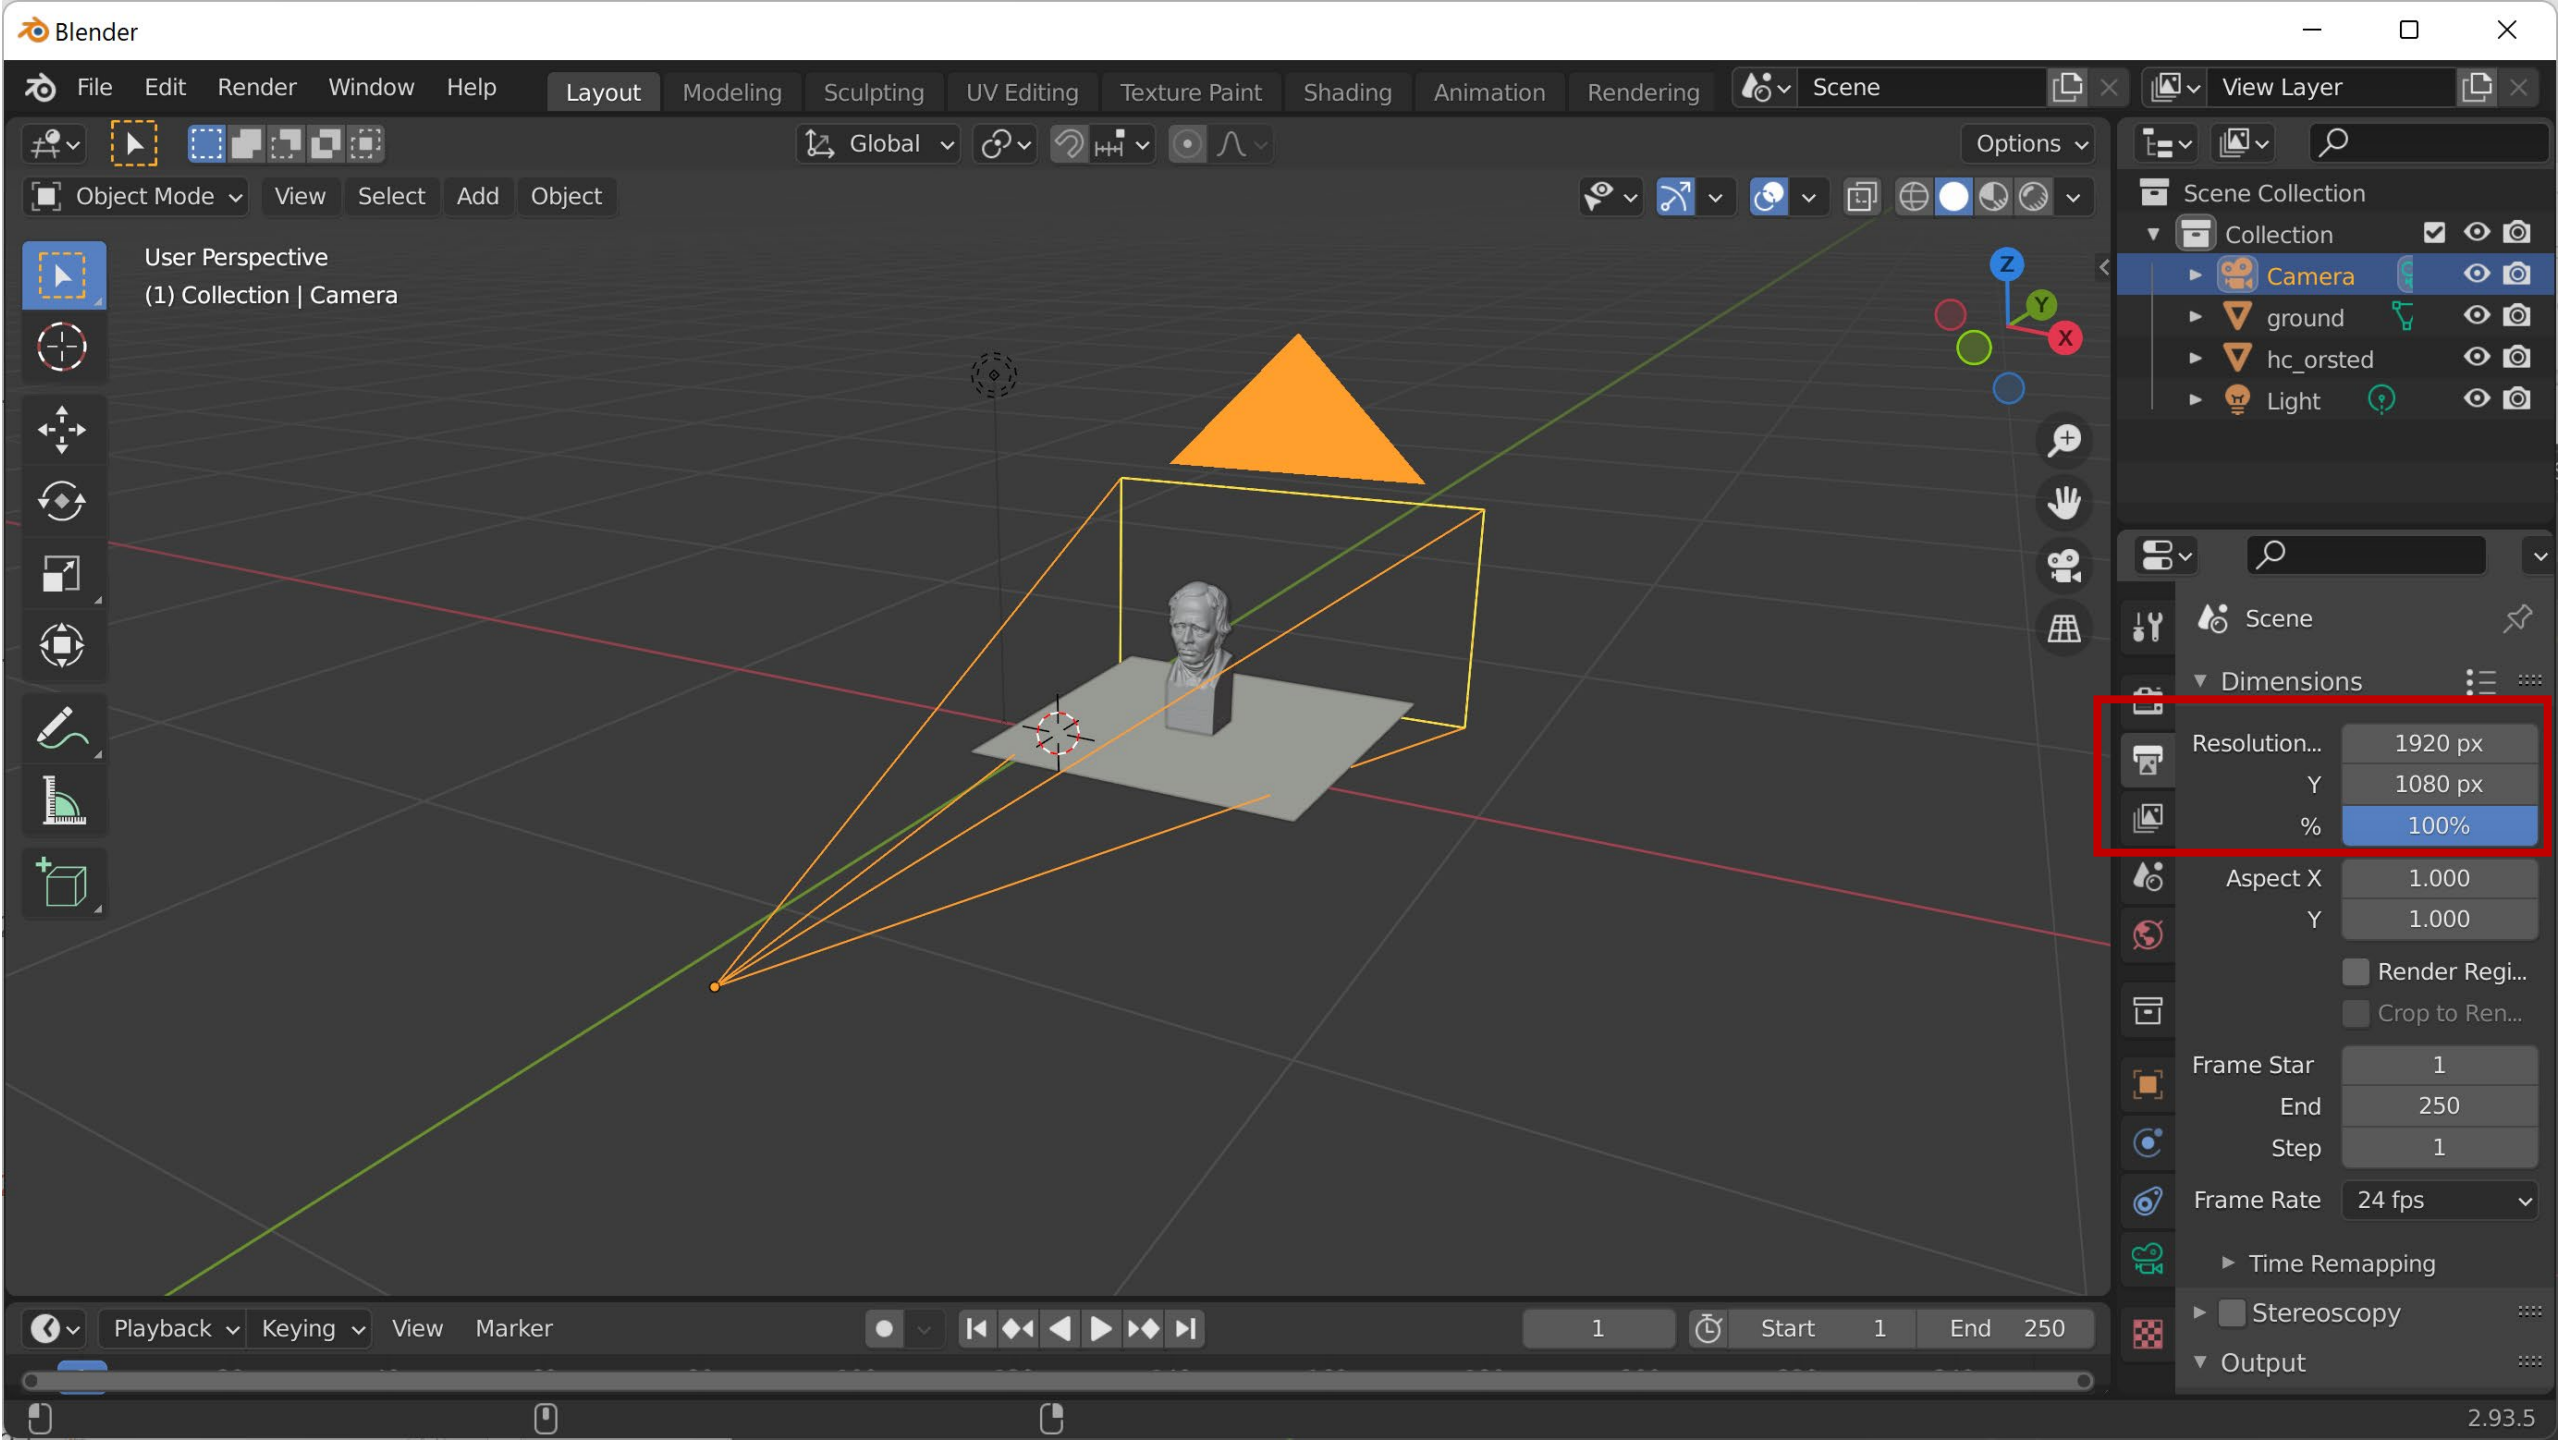 Blender
File Edit Render Window Help Layout Modeling Sculpting UV Editing Texture Paint Shading Animation Rendering Scene View Layer
Global Options
Object Mode View Select Add Object
User Perspective
(1) Collection | Camera
Z
Y
X
Scene Collection
Collection
Camera
ground
hc_orsted
Light
Scene
Dimensions
Resolution... 1920 px
Y 1080 px
% 100%
Aspect X 1.000
Y 1.000
Render Regi...
Crop to Ren...
Frame Star 1
End 250
Step 1
Frame Rate 24 fps
Time Remapping
Stereoscopy
Output
Playback Keying View Marker 1 Start 1 End 250
2.93.5